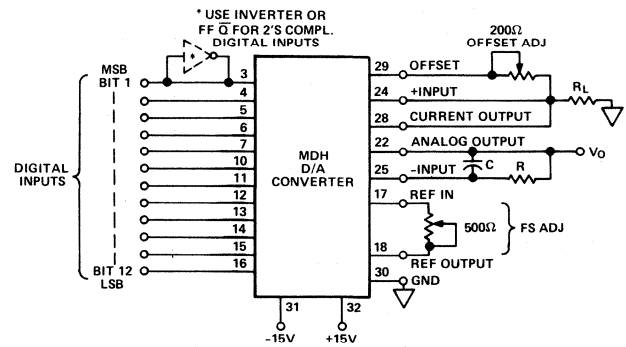 * USE INVERTER OR
FF Q̅ FOR 2'S COMPL.
DIGITAL INPUTS
*
MSB
BIT 1
DIGITAL
INPUTS
BIT 12
LSB
3
4
5
6
7
10
11
12
13
14
15
16
MDH
D/A
CONVERTER
31
-15V
32
+15V
29 OFFSET
200Ω
OFFSET ADJ
24 +INPUT
RL
28 CURRENT OUTPUT
22 ANALOG OUTPUT
VO
C
R
25 -INPUT
17 REF IN
500Ω
FS ADJ
18 REF OUTPUT
30 GND